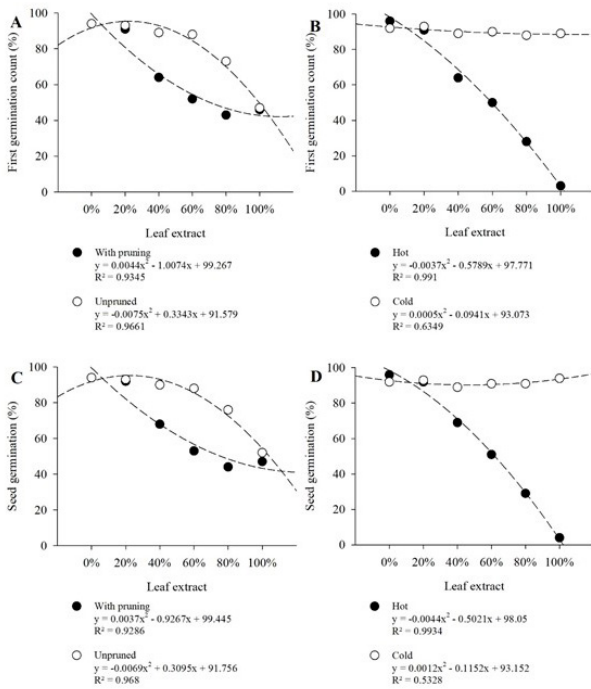 A
First germination count (%)
100
80
60
40
20
0
0% 20% 40% 60% 80% 100%
Leaf extract
With pruning
y = 0.0044x² - 1.0074x + 99.267
R² = 0.9345
Unpruned
y = -0.0075x² + 0.3343x + 91.579
R² = 0.9661
B
First germination count (%)
100
80
60
40
20
0
0% 20% 40% 60% 80% 100%
Leaf extract
Hot
y = -0.0037x² - 0.5789x + 97.771
R² = 0.991
Cold
y = 0.0005x² - 0.0941x + 93.073
R² = 0.6349
C
Seed germination (%)
100
80
60
40
20
0
0% 20% 40% 60% 80% 100%
Leaf extract
With pruning
y = 0.0037x² - 0.9267x + 99.445
R² = 0.9286
Unpruned
y = -0.0069x² + 0.3095x + 91.756
R² = 0.968
D
Seed germination (%)
100
80
60
40
20
0
0% 20% 40% 60% 80% 100%
Leaf extract
Hot
y = -0.0044x² - 0.5021x + 98.05
R² = 0.9934
Cold
y = 0.0012x² - 0.1152x + 93.152
R² = 0.5328